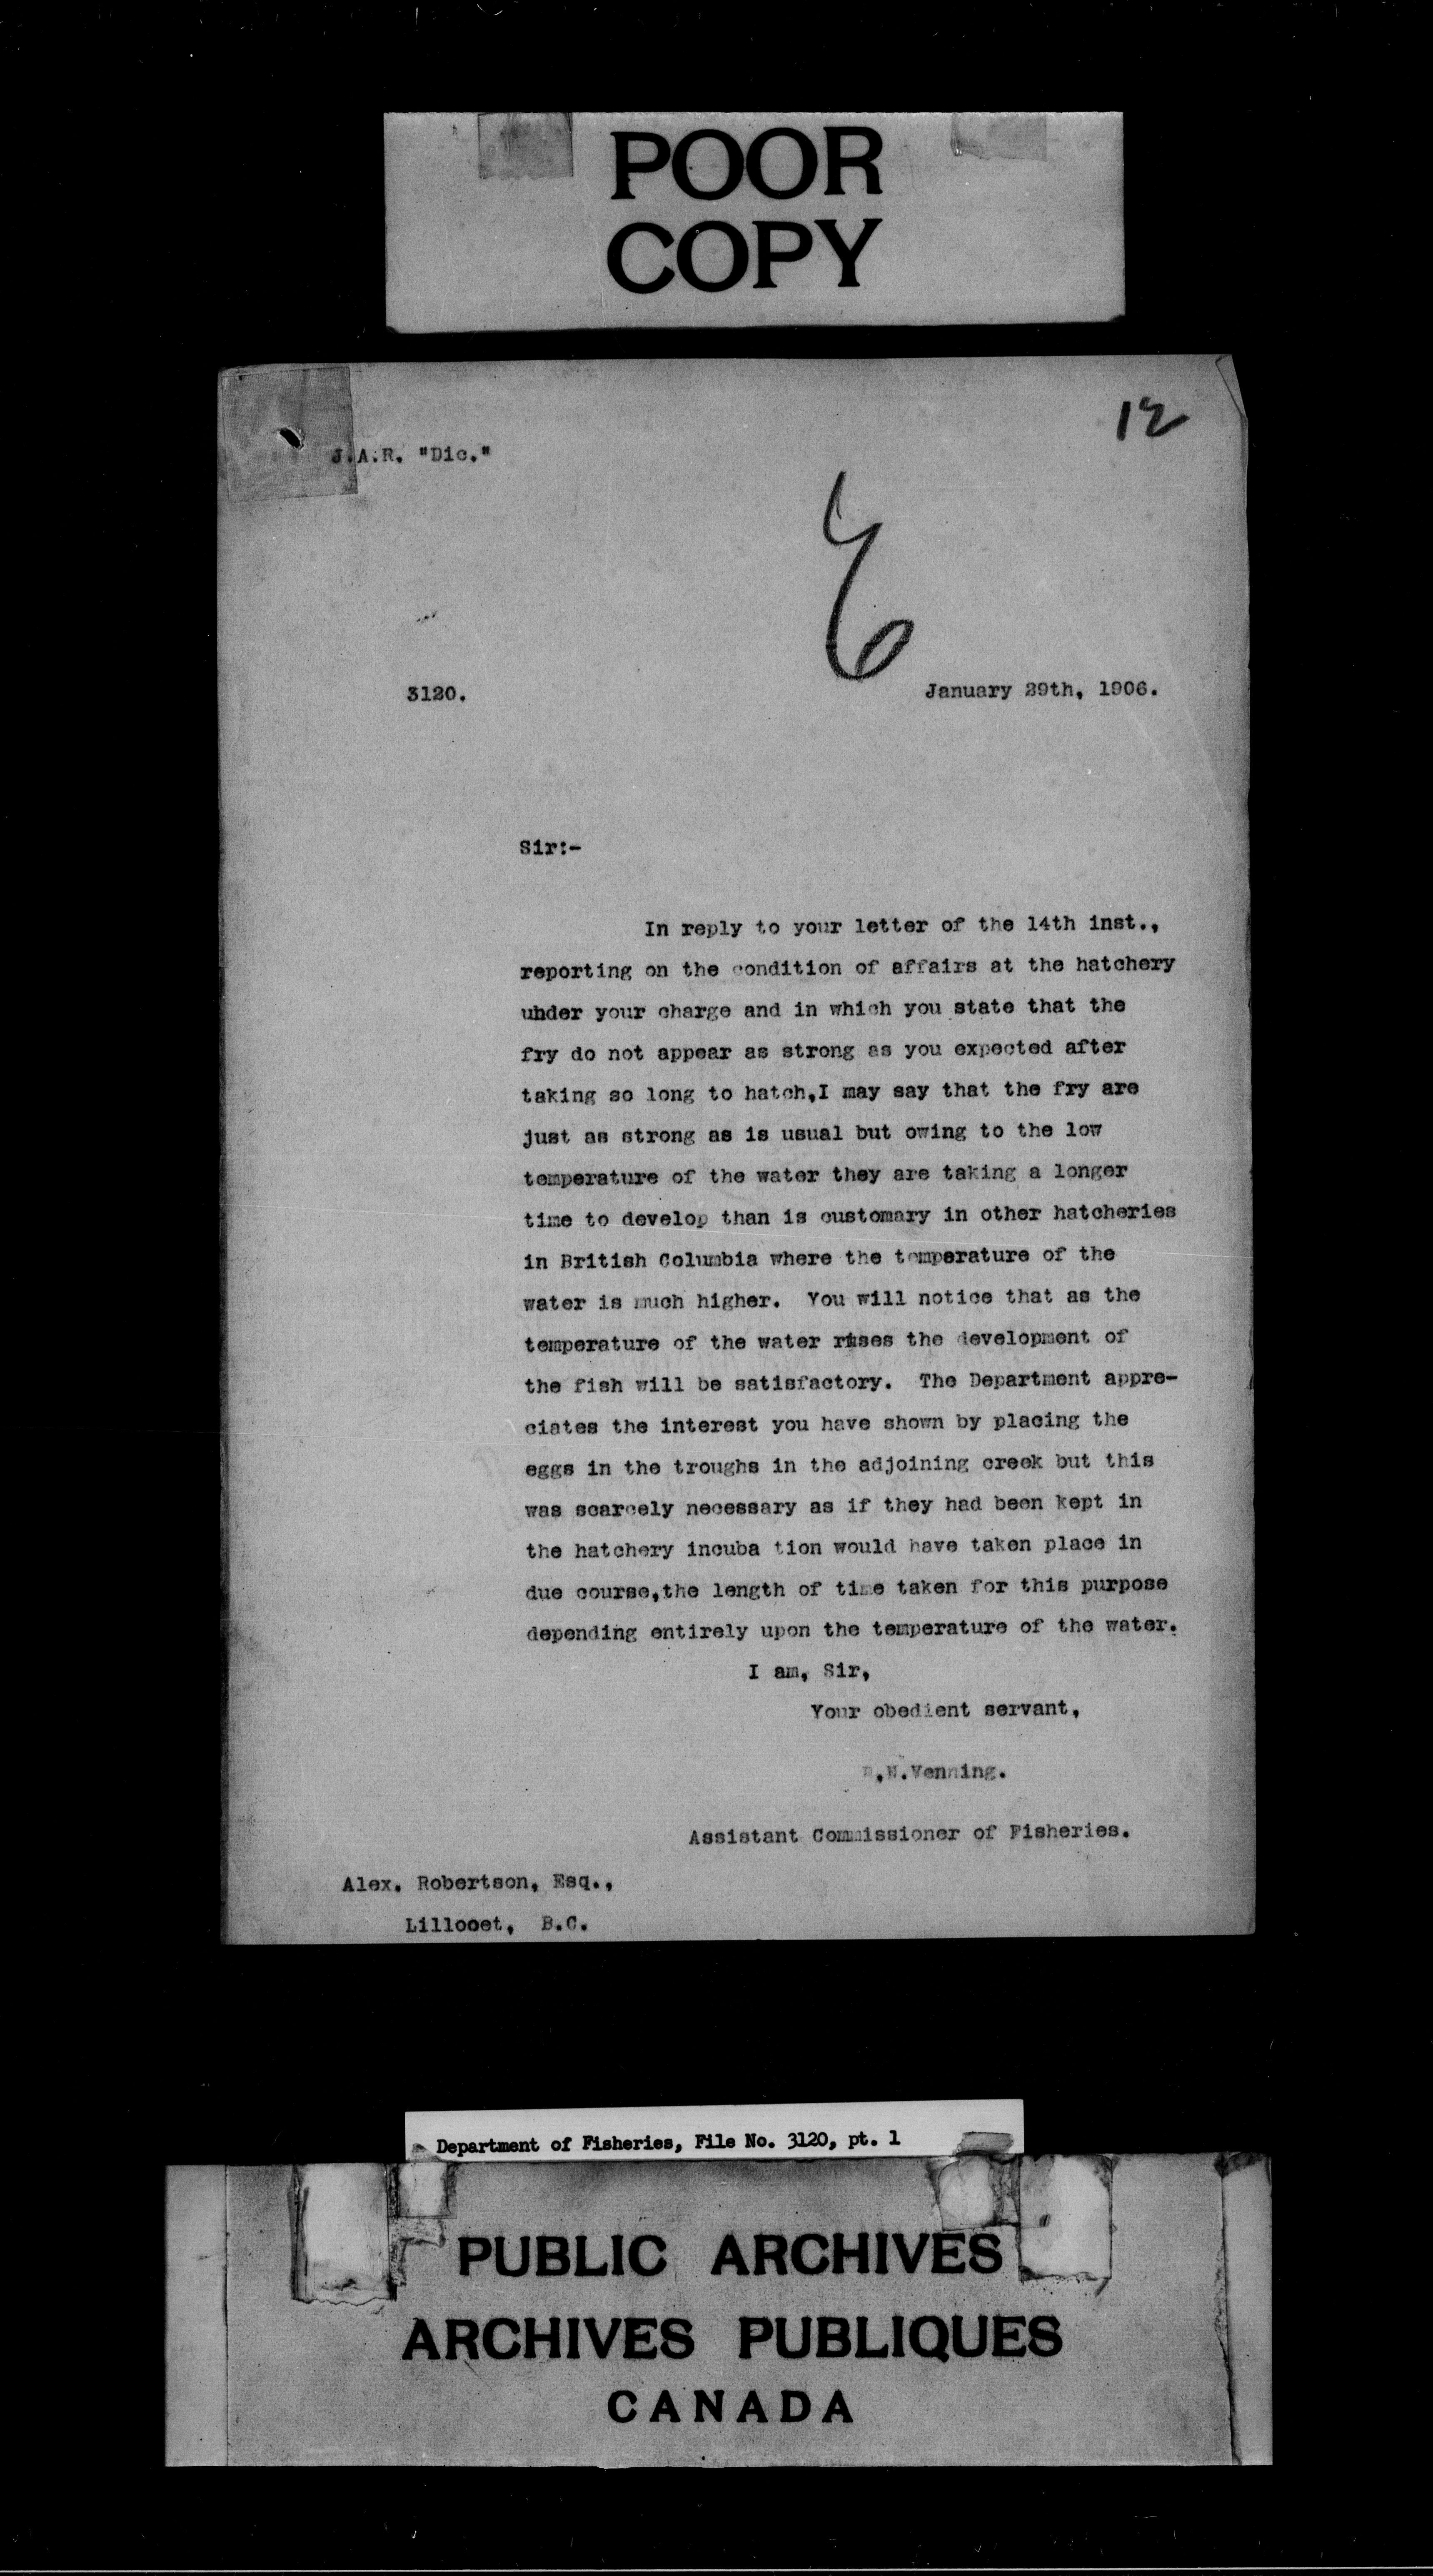 POOR
COPY
12
J.A.R. "Dic."
3120.
January 29th, 1906.
Sir:-
In reply to your letter of the 14th inst.,
reporting on the condition of affairs at the hatchery
uhder your charge and in which you state that the
fry do not appear as strong as you expected after
taking so long to hatch,I may say that the fry are
just as strong as is usual but owing to the low
temperature of the water they are taking a longer
time to develop than is customary in other hatcheries
in British Columbia where the temperature of the
water is much higher. You will notice that as the
temperature of the water rises the development of
the fish will be satisfactory. The Department appre-
ciates the interest you have shown by placing the
eggs in the troughs in the adjoining creek but this
was scarcely necessary as if they had been kept in
the hatchery incuba tion would have taken place in
due course,the length of time taken for this purpose
depending entirely upon the temperature of the water.
I am, Sir,
Your obedient servant,
N.Venning.
Assistant Commissioner of Fisheries.
Alex. Robertson, Esq.,
Lillooet, B.C.
Department of Fisheries, File No. 3120, pt. 1
PUBLIC ARCHIVES
ARCHIVES PUBLIQUES
CANADA